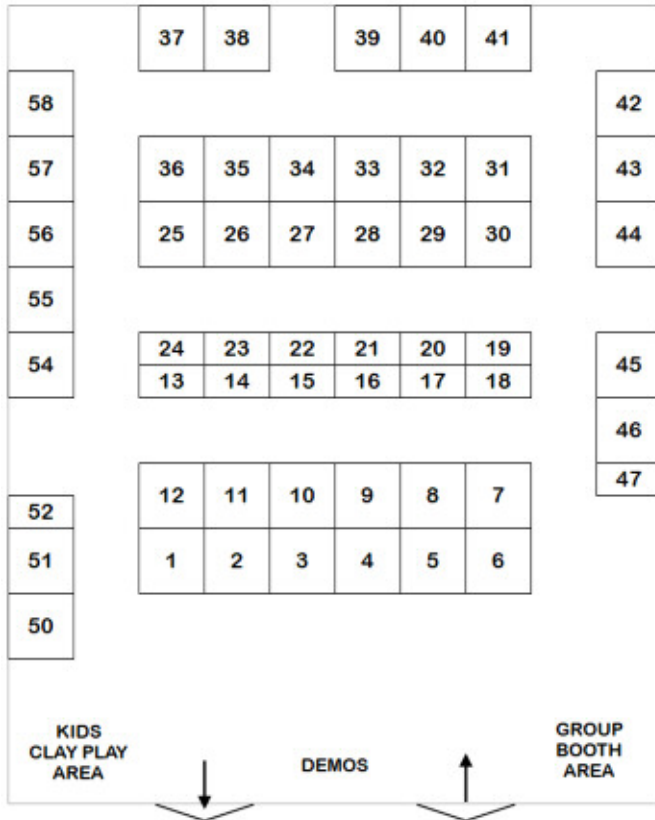 37 38 39 40 41
58 42
57 36 35 34 33 32 31 43
56 25 26 27 28 29 30 44
55
54 24 23 22 21 20 19 45
13 14 15 16 17 18
46
12 11 10 9 8 7 47
52
51 1 2 3 4 5 6
50
KIDS
CLAY PLAY
AREA
DEMOS
GROUP
BOOTH
AREA